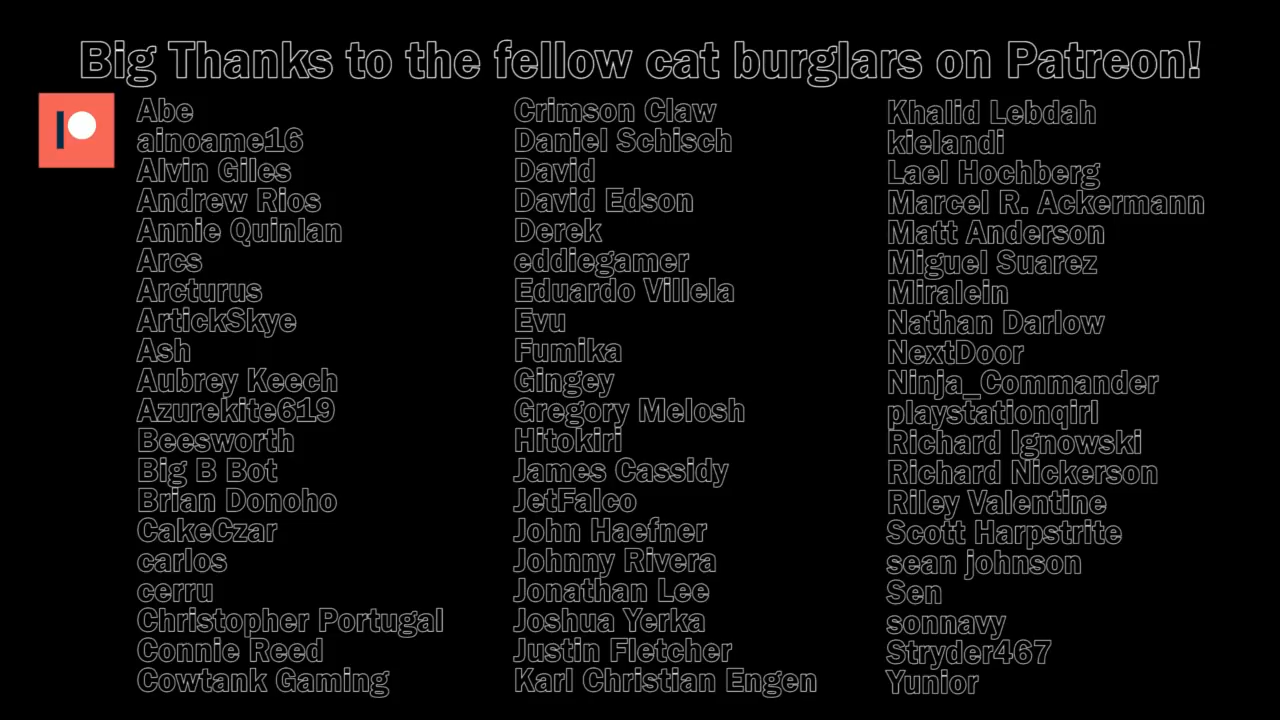 Big Thanks to the fellow cat burglars on Patreon!
Abe
ainoame16
Alvin Giles
Andrew Rios
Annie Quinlan
Arcs
Arcturus
ArtickSkye
Ash
Aubrey Keech
Azurekite619
Beesworth
Big B Bot
Brian Donoho
CakeCzar
carlos
cerru
Christopher Portugal
Connie Reed
Cowtank Gaming
Crimson Claw
Daniel Schisch
David
David Edson
Derek
eddiegamer
Eduardo Villela
Evu
Fumika
Gingey
Gregory Melosh
Hitokiri
James Cassidy
JetFalco
John Haefner
Johnny Rivera
Jonathan Lee
Joshua Yerka
Justin Fletcher
Karl Christian Engen
Khalid Lebdah
kielandi
Lael Hochberg
Marcel R. Ackermann
Matt Anderson
Miguel Suarez
Miralein
Nathan Darlow
NextDoor
Ninja_Commander
playstationqirl
Richard Ignowski
Richard Nickerson
Riley Valentine
Scott Harpstrite
sean johnson
Sen
sonnavy
Stryder467
Yunior